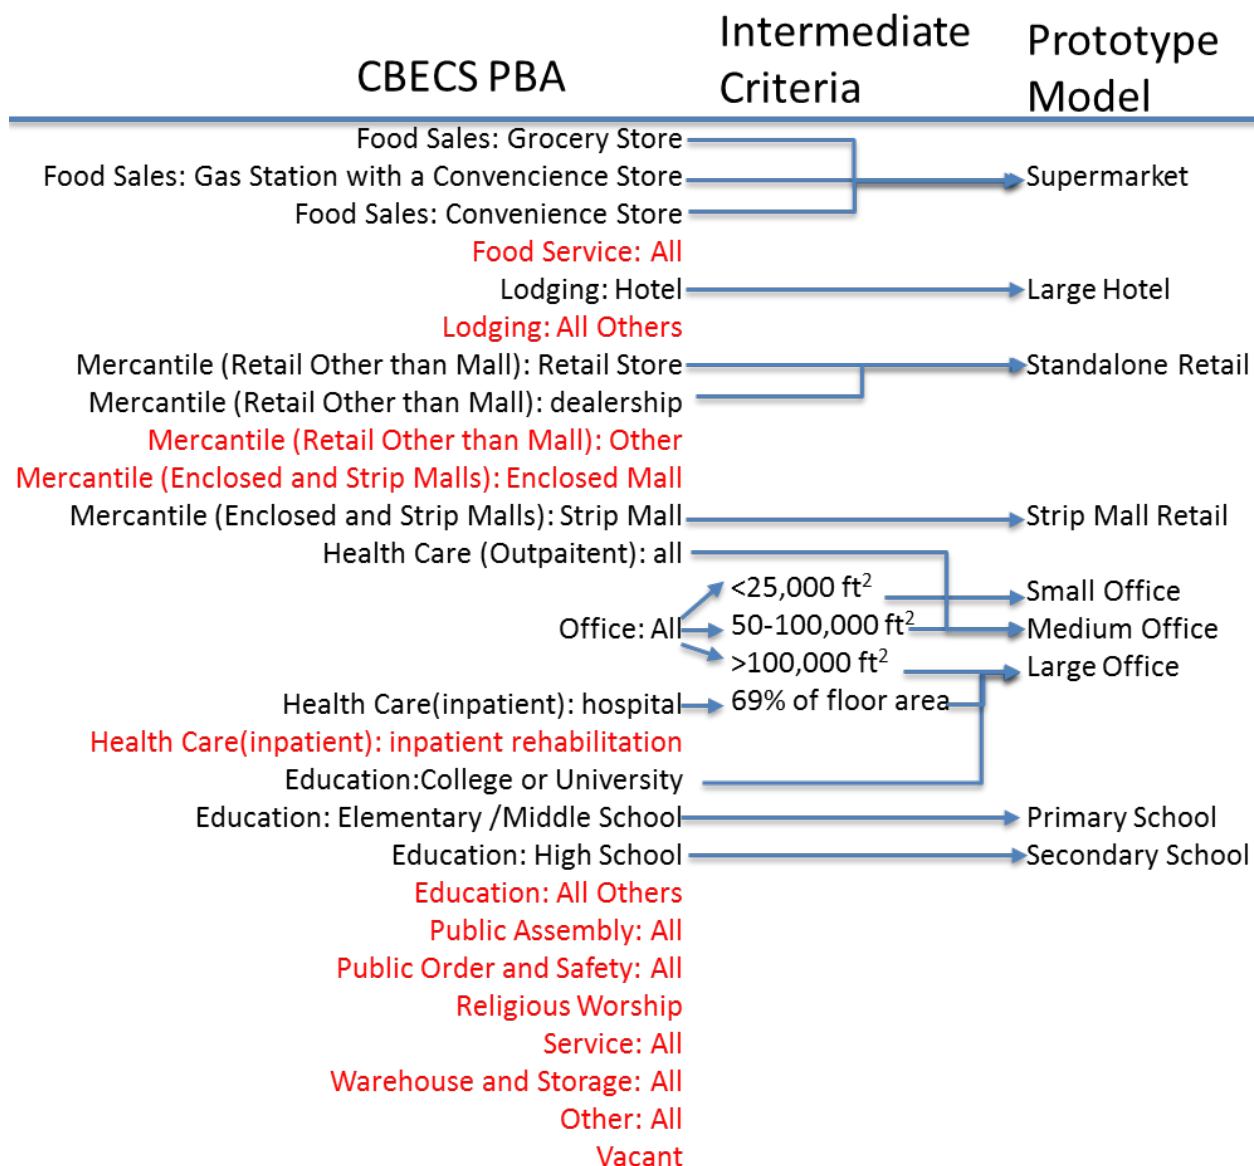 CBECS PBA
Intermediate
Criteria
Prototype
Model
Food Sales: Grocery Store
Food Sales: Gas Station with a Convencience Store
Supermarket
Food Sales: Convenience Store
Food Service: All
Lodging: Hotel
Large Hotel
Lodging: All Others
Mercantile (Retail Other than Mall): Retail Store
Standalone Retail
Mercantile (Retail Other than Mall): dealership
Mercantile (Retail Other than Mall): Other
Mercantile (Enclosed and Strip Malls): Enclosed Mall
Mercantile (Enclosed and Strip Malls): Strip Mall
Strip Mall Retail
Health Care (Outpaitent): all
<25,000 ft²
Small Office
Office: All
50-100,000 ft²
Medium Office
>100,000 ft²
Large Office
Health Care(inpatient): hospital
69% of floor area
Health Care(inpatient): inpatient rehabilitation
Education:College or University
Education: Elementary /Middle School
Primary School
Education: High School
Secondary School
Education: All Others
Public Assembly: All
Public Order and Safety: All
Religious Worship
Service: All
Warehouse and Storage: All
Other: All
Vacant